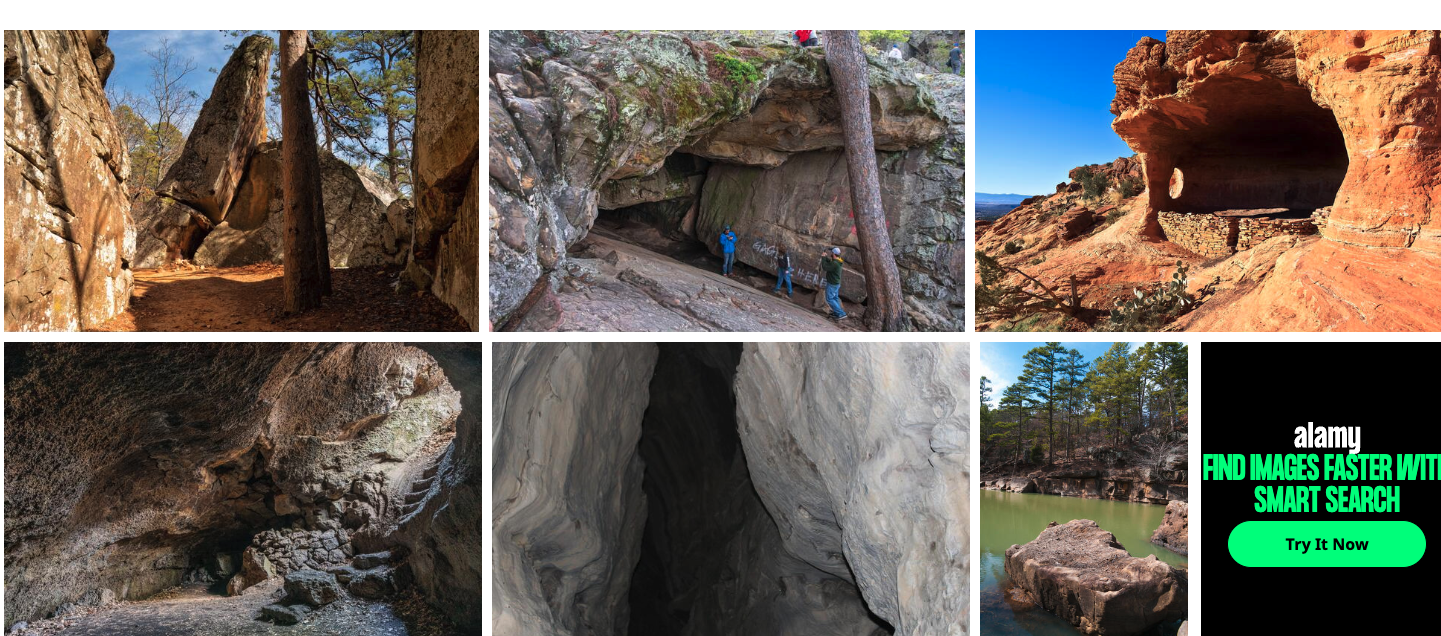 alamy
FIND IMAGES FASTER WITH
SMART SEARCH
Try It Now